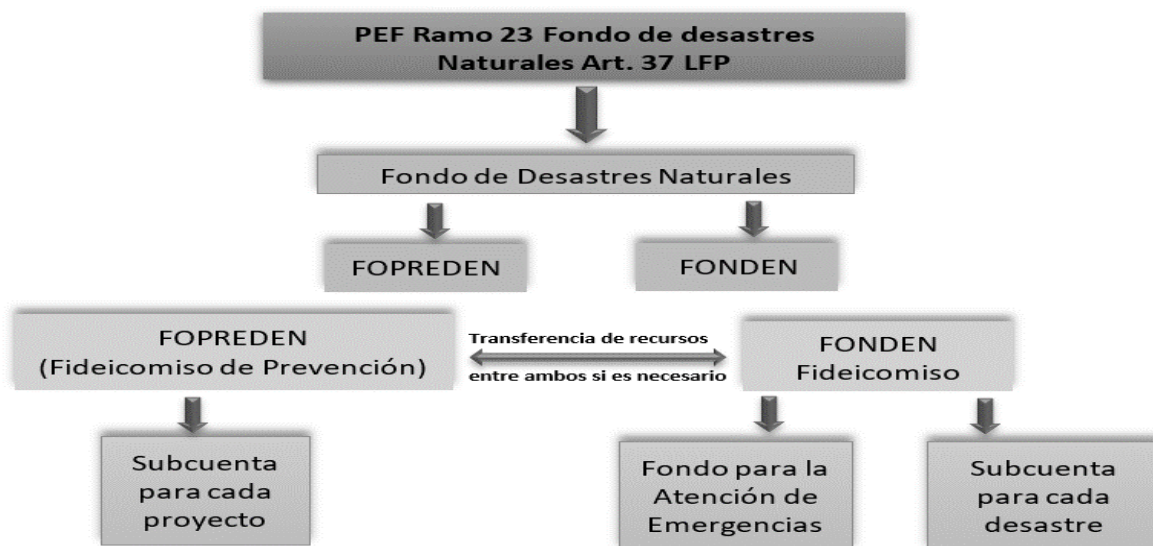 PEF Ramo 23 Fondo de desastres
Naturales Art. 37 LFP
Fondo de Desastres Naturales
FOPREDEN
FONDEN
FOPREDEN
(Fideicomiso de Prevención)
Transferencia de recursos
entre ambos si es necesario
FONDEN
Fideicomiso
Subcuenta
para cada
proyecto
Fondo para la
Atención de
Emergencias
Subcuenta
para cada
desastre